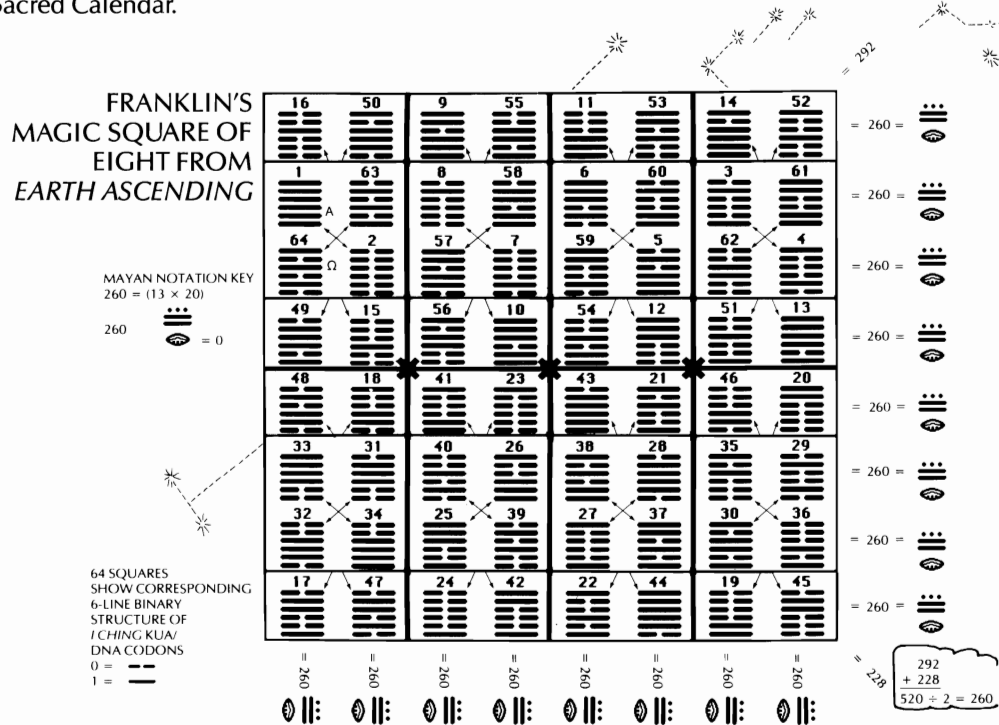 Sacred Calendar.
FRANKLIN'S
MAGIC SQUARE OF
EIGHT FROM
EARTH ASCENDING
= 292
16 50 9 55 11 53 14 52 = 260 =
1 63 8 58 6 60 3 61 = 260 =
A
64 2 57 7 59 5 62 4 = 260 =
Ω
49 15 56 10 54 12 51 13 = 260 =
48 18 41 23 43 21 46 20 = 260 =
33 31 40 26 38 28 35 29 = 260 =
32 34 25 39 27 37 30 36 = 260 =
17 47 24 42 22 44 19 45 = 260 =
= 260 = 260 = 260 = 260 = 260 = 260 = 260 = 260
= 228
MAYAN NOTATION KEY
260 = (13 × 20)
260
= 0
64 SQUARES
SHOW CORRESPONDING
6-LINE BINARY
STRUCTURE OF
I CHING KUA/
DNA CODONS
0 =
1 =
292
+ 228
520 ÷ 2 = 260